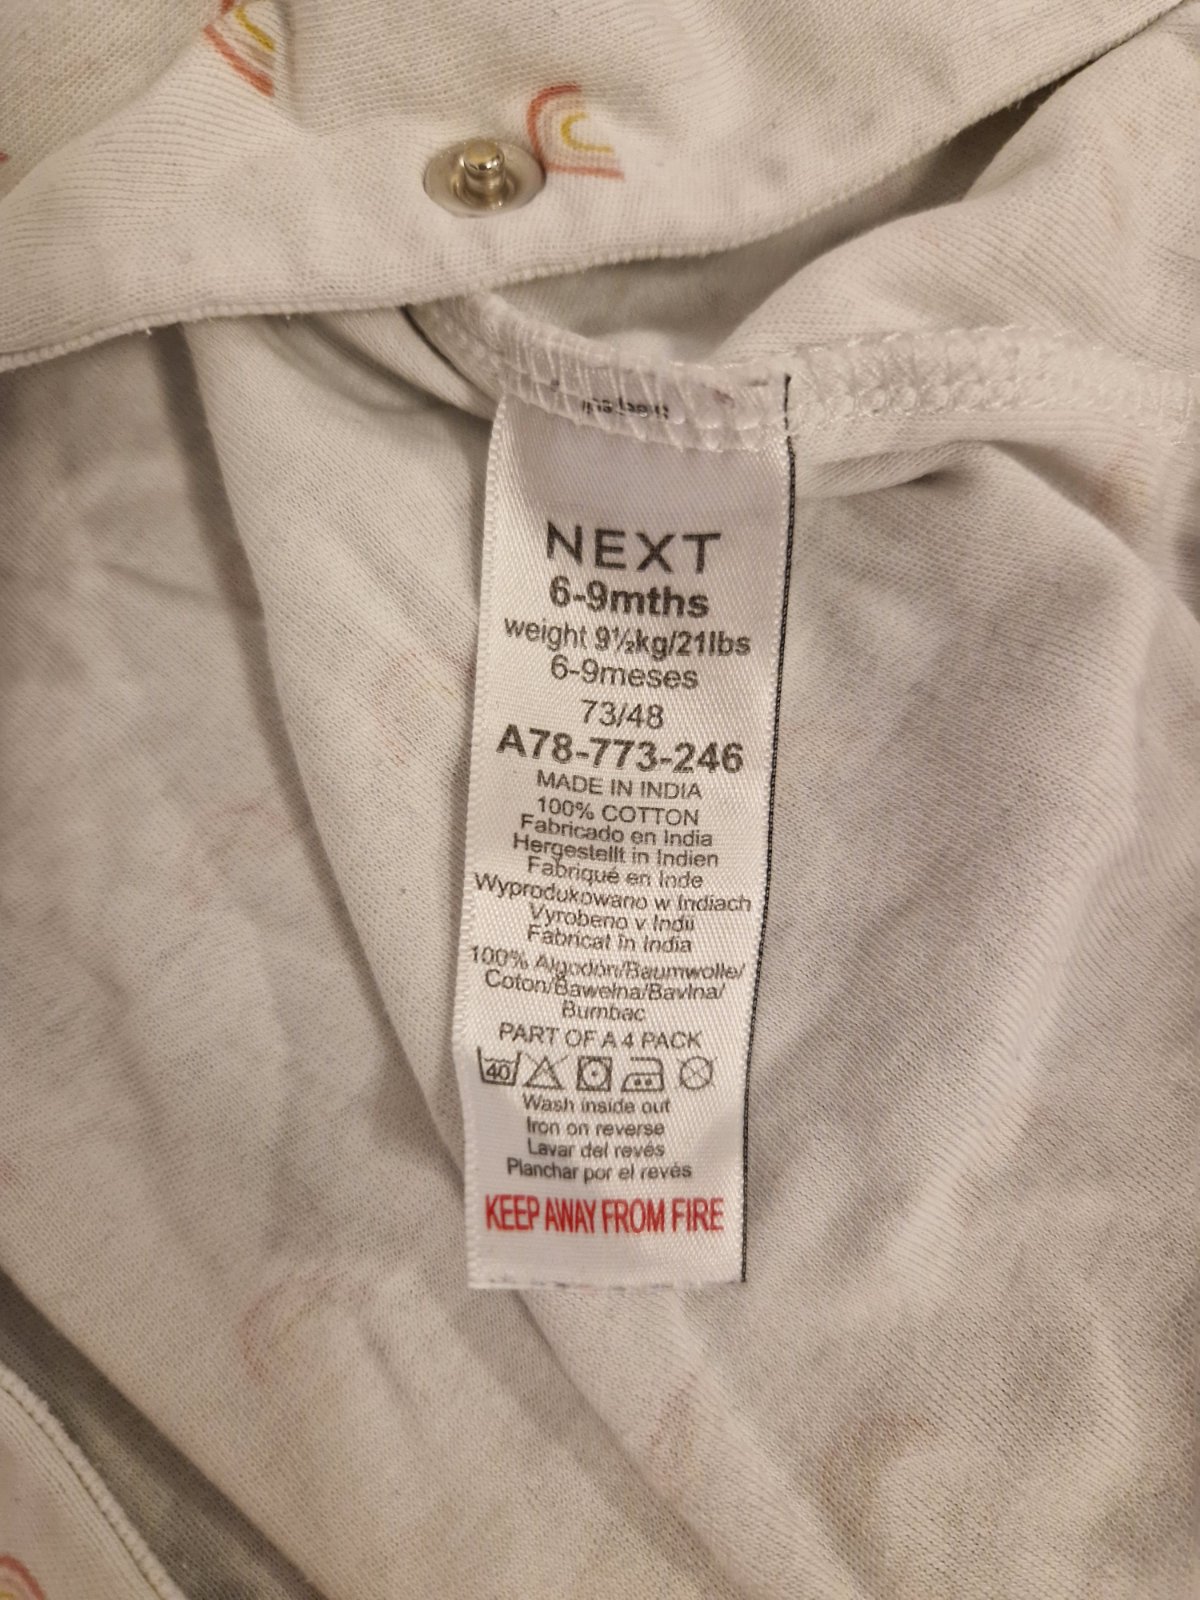 NEXT
6-9mths
weight 9½kg/21lbs
6-9meses
73/48
A78-773-246
MADE IN INDIA
100% COTTON
Fabricado en India
Hergestellt in Indien
Fabriqué en Inde
Wyprodukowano w Indiach
Vyrobeno v Indii
Fabricat în India
100% Algodón/Baumwolle/
Coton/Bawełna/Bavlna/
Bumbac
PART OF A 4 PACK
40
Wash inside out
Iron on reverse
Lavar del revés
Planchar por el revés
KEEP AWAY FROM FIRE